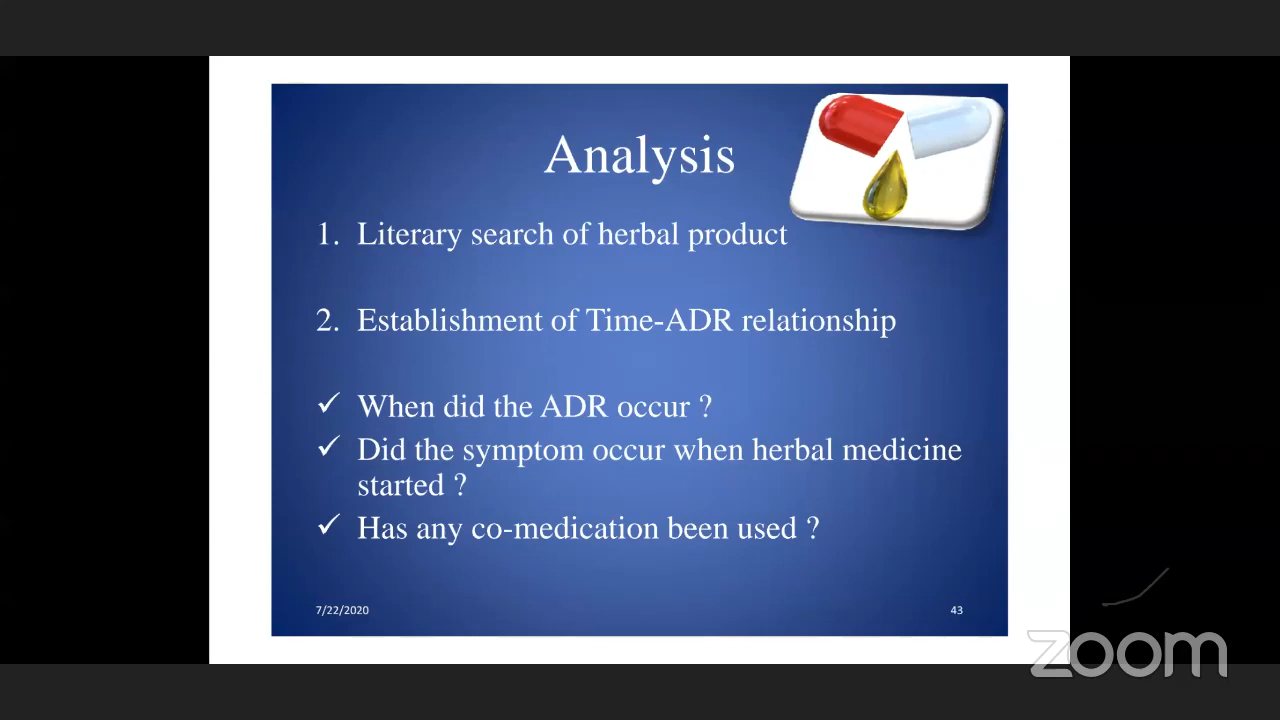 Analysis
1. Literary search of herbal product
2. Establishment of Time-ADR relationship
✓ When did the ADR occur ?
✓ Did the symptom occur when herbal medicine
started ?
✓ Has any co-medication been used ?
7/22/2020
43
zoom